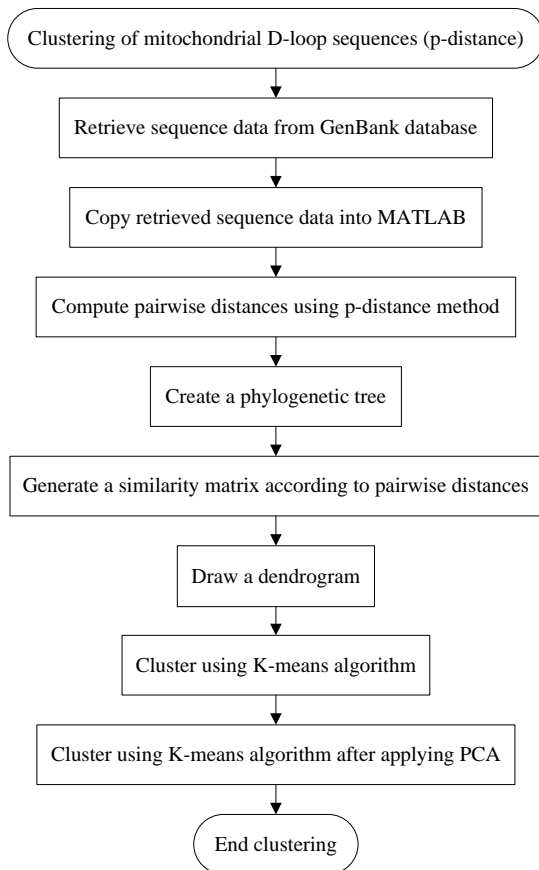 Clustering of mitochondrial D-loop sequences (p-distance)
Retrieve sequence data from GenBank database
Copy retrieved sequence data into MATLAB
Compute pairwise distances using p-distance method
Create a phylogenetic tree
Generate a similarity matrix according to pairwise distances
Draw a dendrogram
Cluster using K-means algorithm
Cluster using K-means algorithm after applying PCA
End clustering